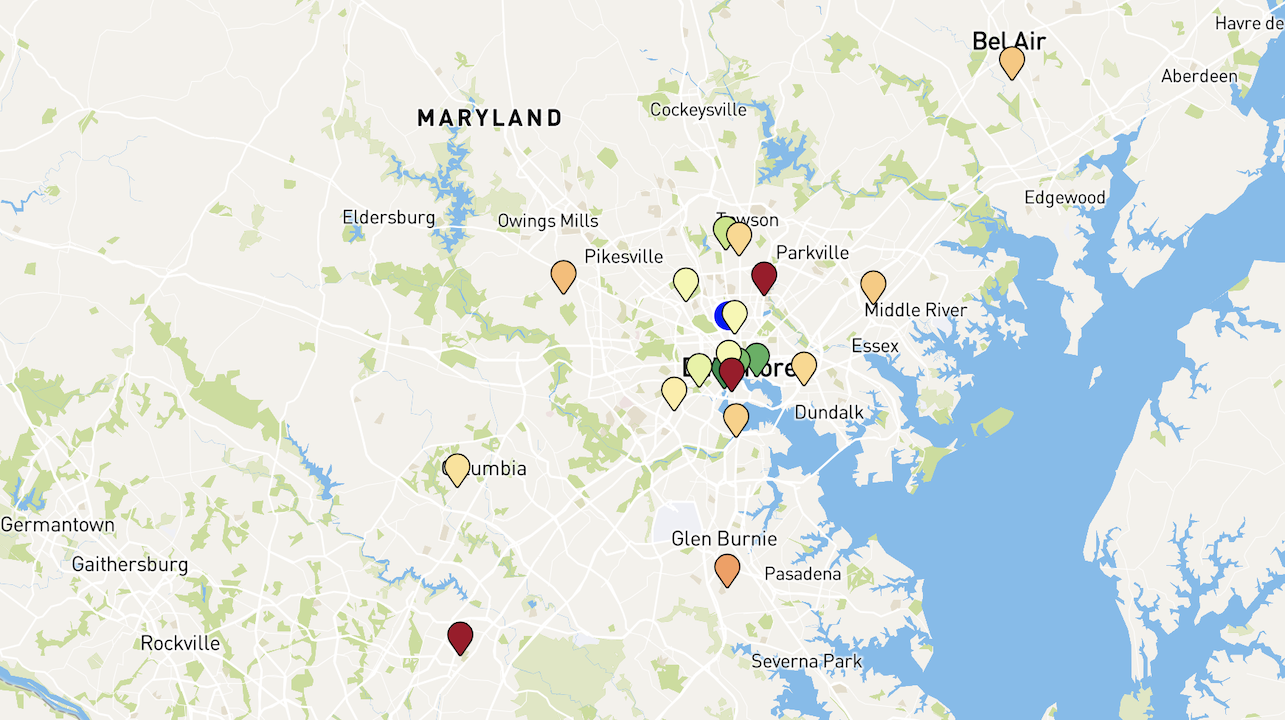 Havre de
Bel Air
Aberdeen
Cockeysville
MARYLAND
Edgewood
Eldersburg
Owings Mills
Towson
Parkville
Pikesville
Middle River
Essex
Dundalk
Columbia
Germantown
Glen Burnie
Gaithersburg
Pasadena
Rockville
Severna Park